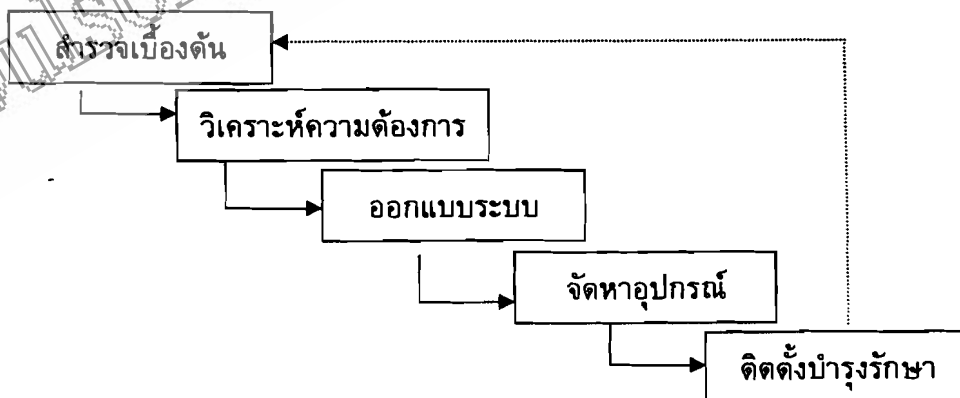 สำรวจเบื้องต้น
วิเคราะห์ความต้องการ
ออกแบบระบบ
จัดหาอุปกรณ์
ติดตั้งบำรุงรักษา